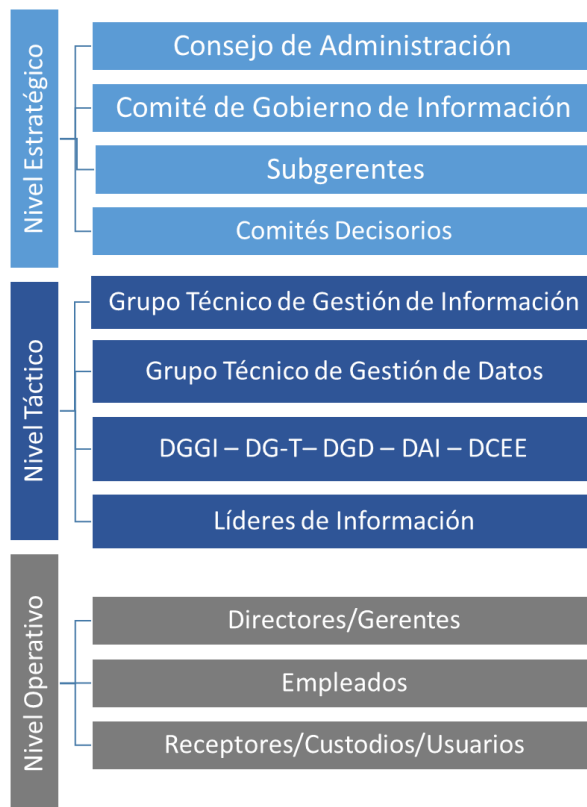 Nivel Estratégico
Consejo de Administración
Comité de Gobierno de Información
Subgerentes
Comités Decisorios
Nivel Táctico
Grupo Técnico de Gestión de Información
Grupo Técnico de Gestión de Datos
DGGI – DG-T– DGD – DAI – DCEE
Líderes de Información
Nivel Operativo
Directores/Gerentes
Empleados
Receptores/Custodios/Usuarios